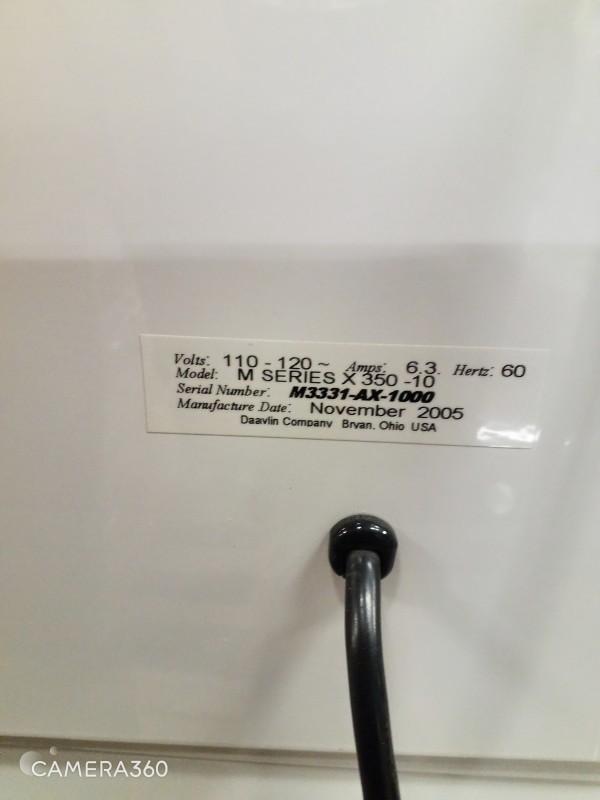 Volts: 110 - 120 ~ Amps: 6.3. Hertz: 60
Model: M SERIES X 350 -10
Serial Number: M3331-AX-1000
Manufacture Date: November 2005
Daavlin Company Bryan, Ohio USA
CAMERA360